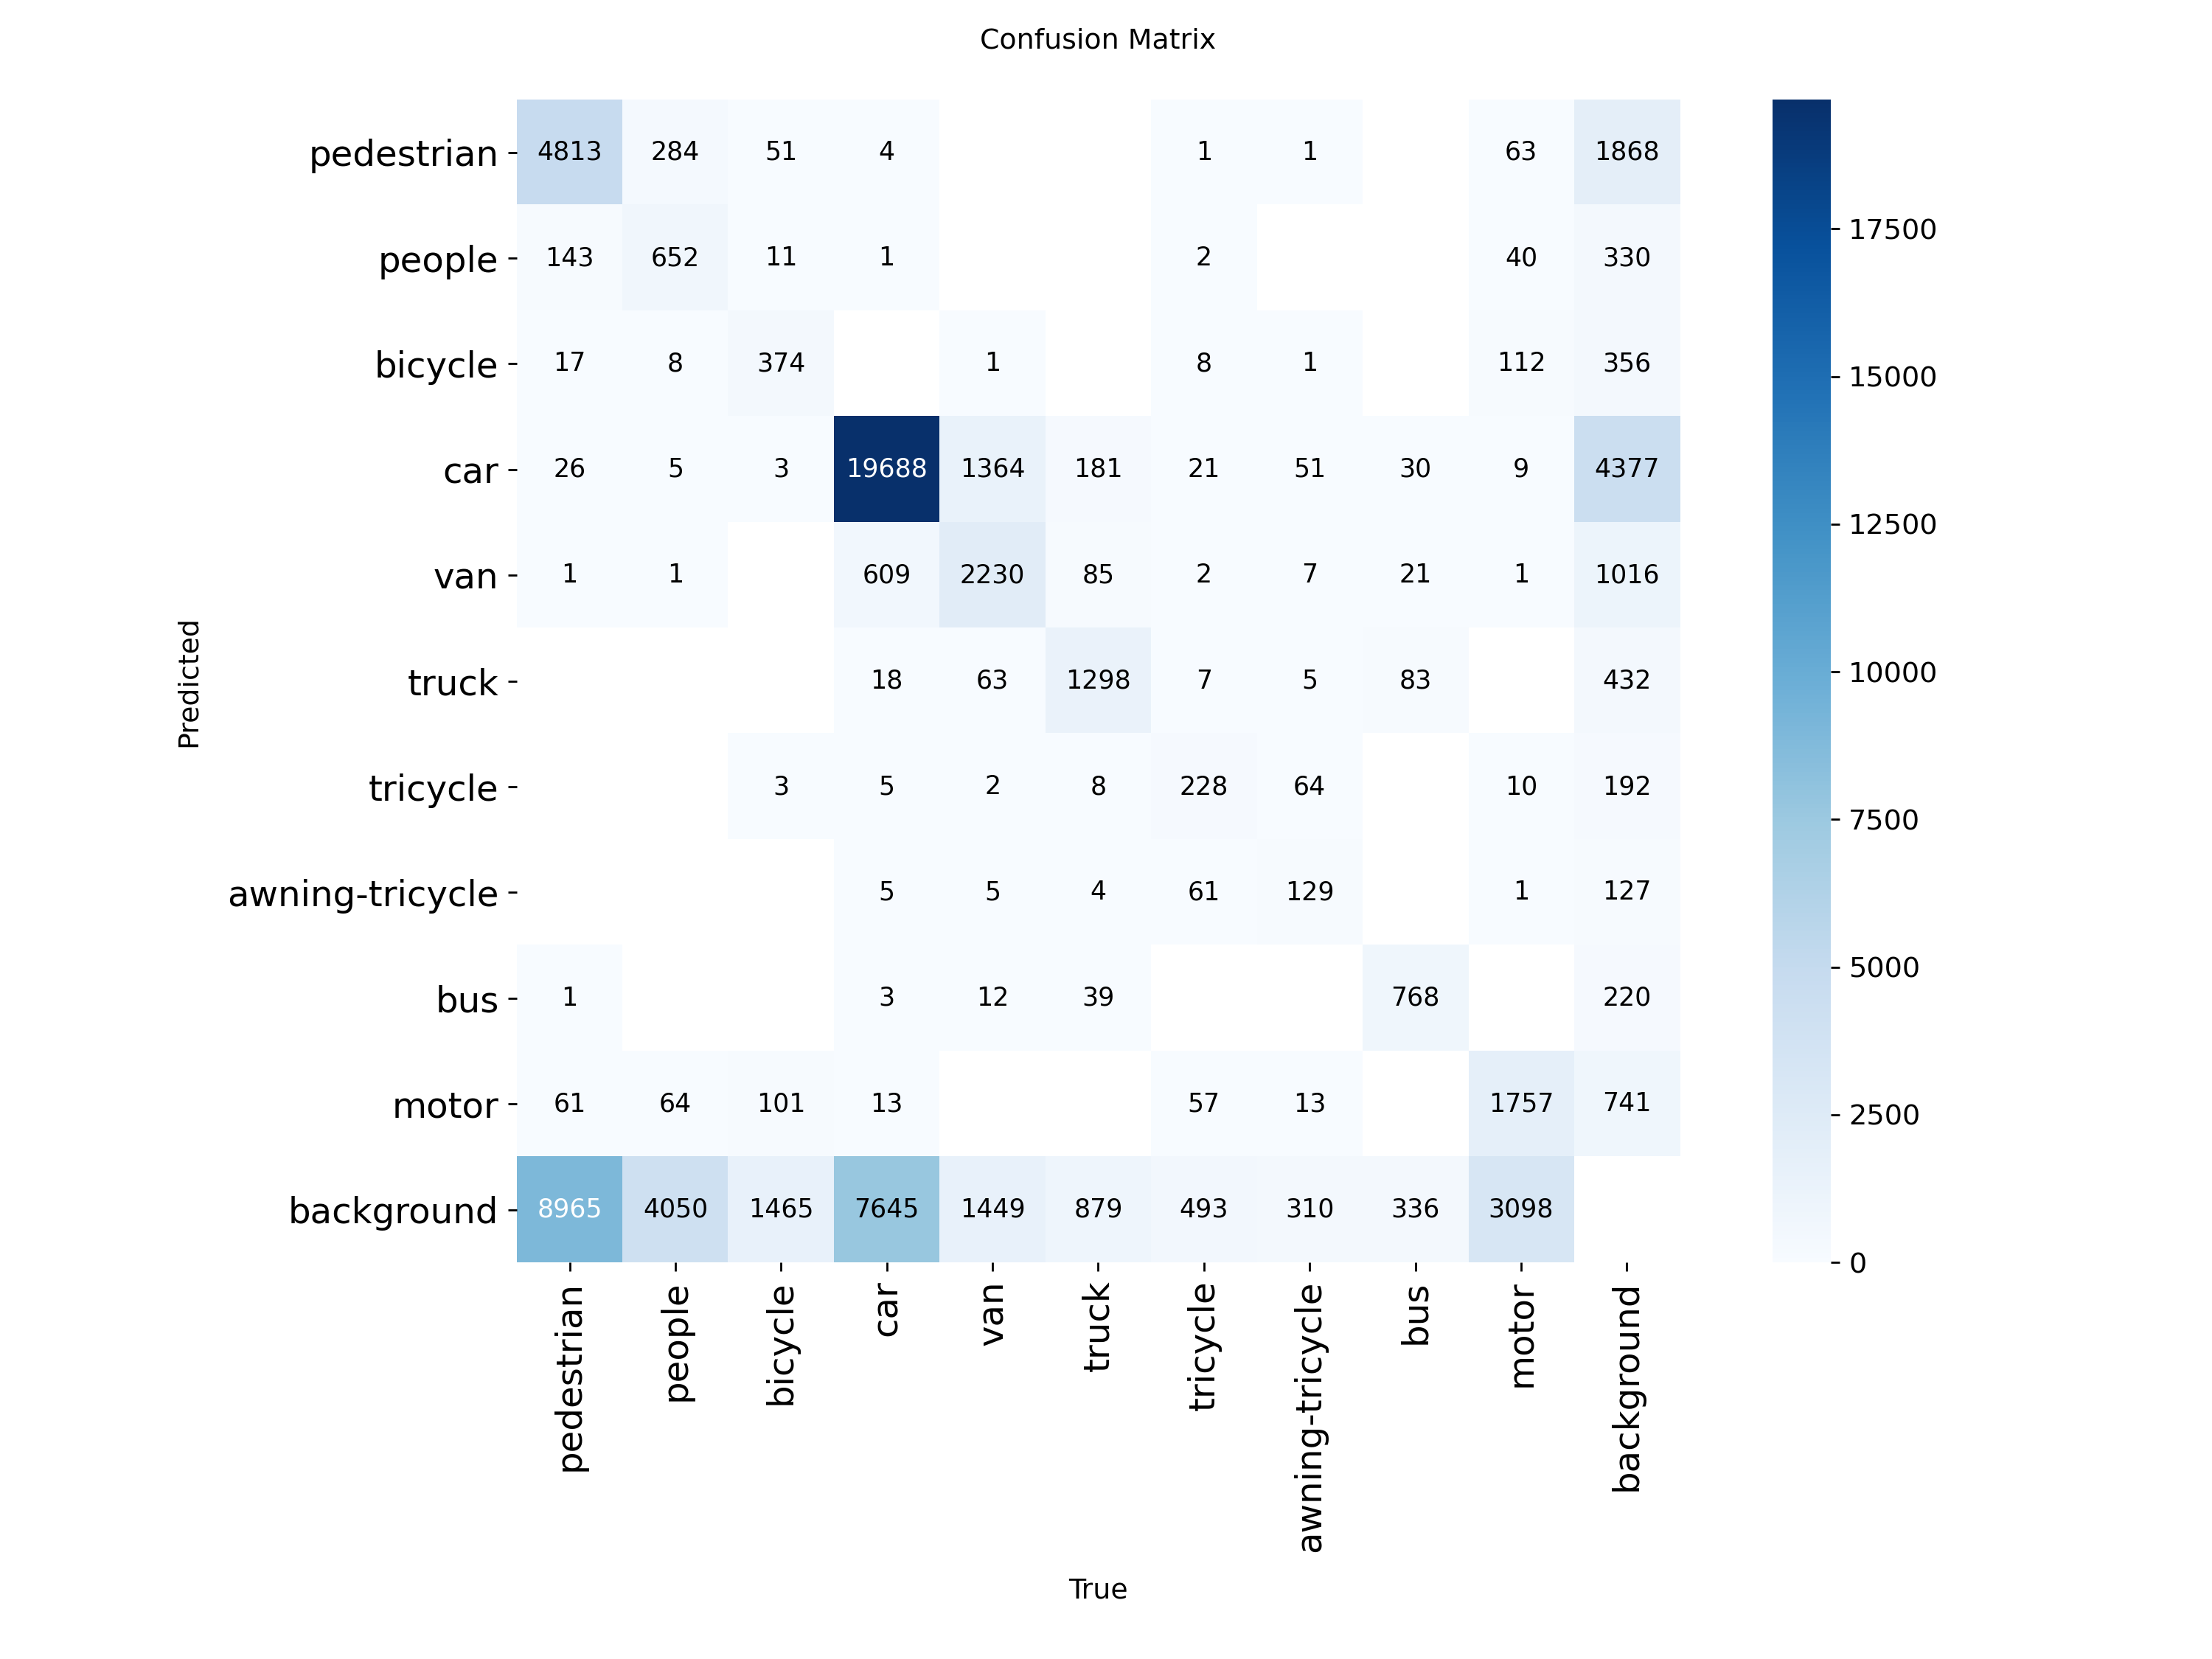 Confusion Matrix
pedestrian 4813 284 51 4 1 1 63 1868
people 143 652 11 1 2 40 330
bicycle 17 8 374 1 8 1 112 356
car 26 5 3 19688 1364 181 21 51 30 9 4377
van 1 1 609 2230 85 2 7 21 1 1016
truck 18 63 1298 7 5 83 432
tricycle 3 5 2 8 228 64 10 192
awning-tricycle 5 5 4 61 129 1 127
bus 1 3 12 39 768 220
motor 61 64 101 13 57 13 1757 741
background 8965 4050 1465 7645 1449 879 493 310 336 3098
pedestrian people bicycle car van truck tricycle awning-tricycle bus motor background
True
Predicted
17500
15000
12500
10000
7500
5000
2500
0